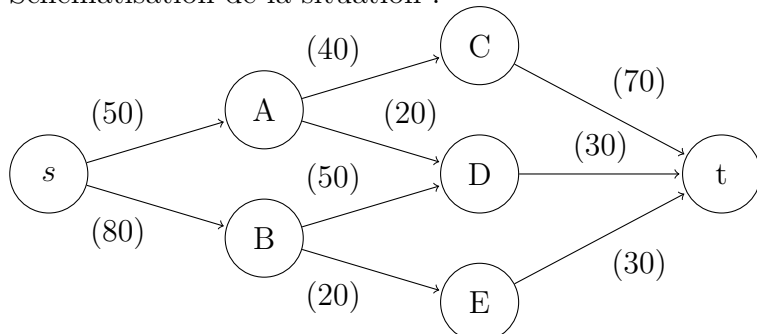 Schématisation de la situation :
(40)
C
(70)
(50)
A
(20)
(30)
s
(50)
D
t
(80)
B
(20)
(30)
E